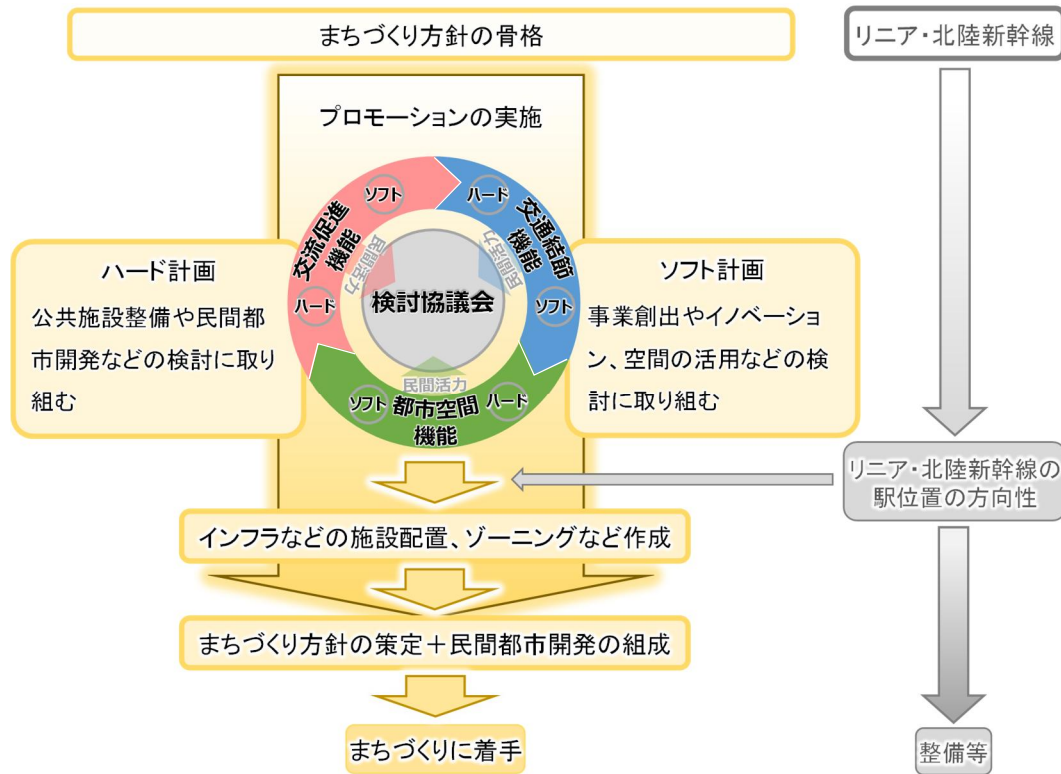 まちづくり方針の骨格
リニア・北陸新幹線
プロモーションの実施
ソフト
ハード
交流促進
機能
交通結節
機能
民間活力
民間活力
ハード
ソフト
検討協議会
民間活力
ソフト
都市空間
機能
ハード
ハード計画
公共施設整備や民間都
市開発などの検討に取り
組む
ソフト計画
事業創出やイノベーショ
ン、空間の活用などの検
討に取り組む
リニア・北陸新幹線の
駅位置の方向性
インフラなどの施設配置、ゾーニングなど作成
まちづくり方針の策定＋民間都市開発の組成
まちづくりに着手
整備等